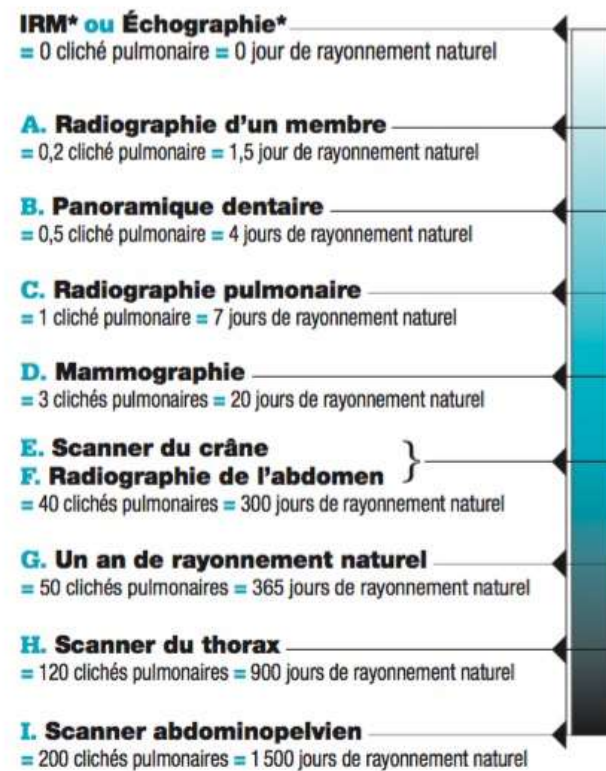 IRM* ou Échographie*
= 0 cliché pulmonaire = 0 jour de rayonnement naturel
A. Radiographie d'un membre
= 0,2 cliché pulmonaire = 1,5 jour de rayonnement naturel
B. Panoramique dentaire
= 0,5 cliché pulmonaire = 4 jours de rayonnement naturel
C. Radiographie pulmonaire
= 1 cliché pulmonaire = 7 jours de rayonnement naturel
D. Mammographie
= 3 clichés pulmonaires = 20 jours de rayonnement naturel
E. Scanner du crâne
F. Radiographie de l'abdomen
= 40 clichés pulmonaires = 300 jours de rayonnement naturel
G. Un an de rayonnement naturel
= 50 clichés pulmonaires = 365 jours de rayonnement naturel
H. Scanner du thorax
= 120 clichés pulmonaires = 900 jours de rayonnement naturel
I. Scanner abdominopelvien
= 200 clichés pulmonaires = 1 500 jours de rayonnement naturel